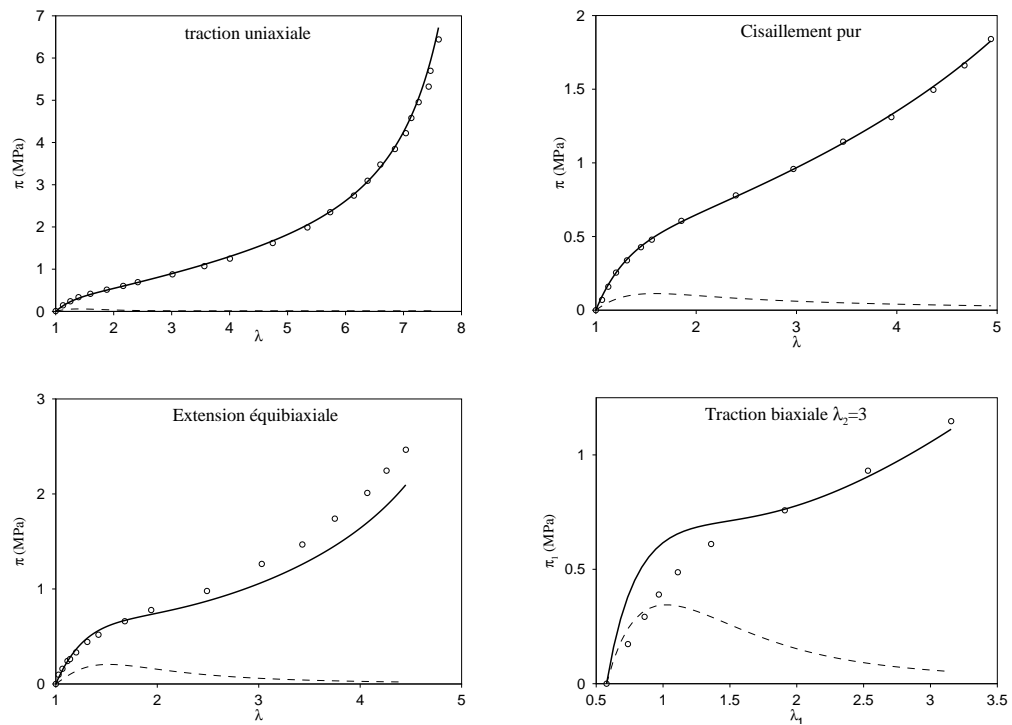 traction uniaxiale
π (MPa)
7
6
5
4
3
2
1
0
1 2 3 4 5 6 7 8
λ
Cisaillement pur
π (MPa)
2
1.5
1
0.5
0
1 2 3 4 5
λ
Extension équibiaxiale
π (MPa)
3
2
1
0
1 2 3 4 5
λ
Traction biaxiale λ₂=3
π₁ (MPa)
1
0.5
0
0.5 1 1.5 2 2.5 3 3.5
λ₁